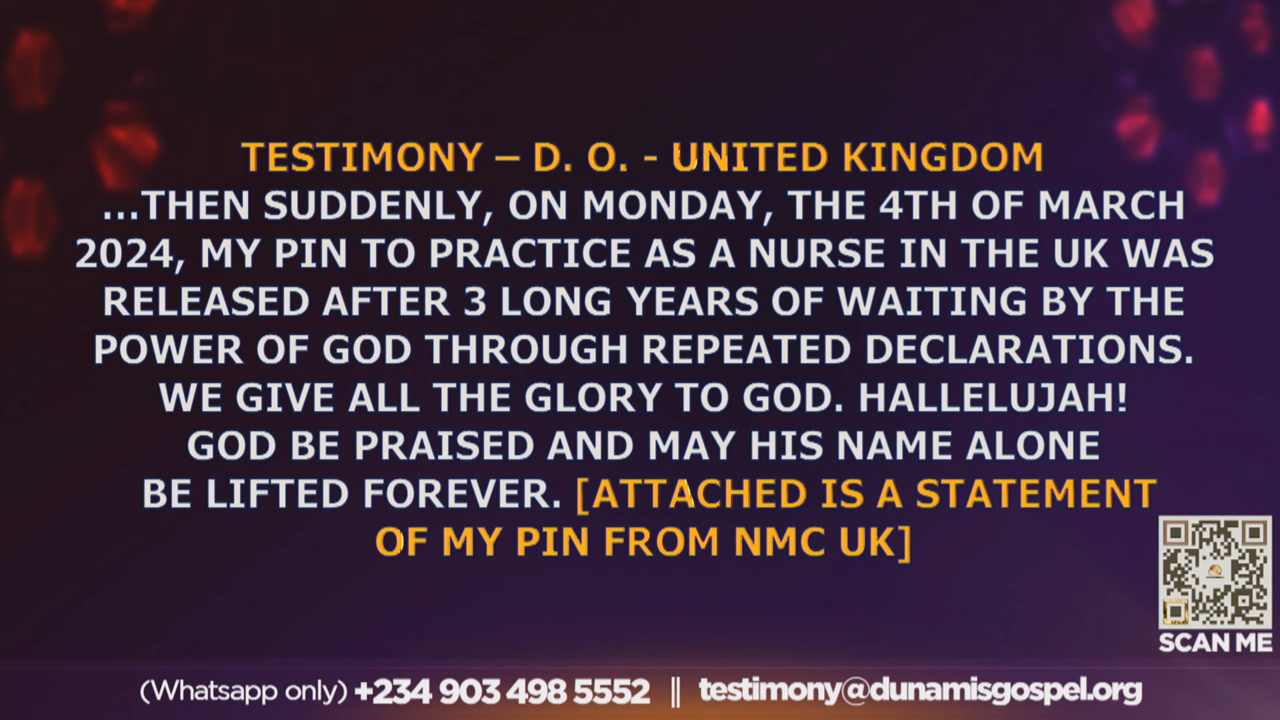 TESTIMONY – D. O. - UNITED KINGDOM
...THEN SUDDENLY, ON MONDAY, THE 4TH OF MARCH
2024, MY PIN TO PRACTICE AS A NURSE IN THE UK WAS
RELEASED AFTER 3 LONG YEARS OF WAITING BY THE
POWER OF GOD THROUGH REPEATED DECLARATIONS.
WE GIVE ALL THE GLORY TO GOD. HALLELUJAH!
GOD BE PRAISED AND MAY HIS NAME ALONE
BE LIFTED FOREVER. [ATTACHED IS A STATEMENT
OF MY PIN FROM NMC UK]
SCAN ME
(Whatsapp only) +234 903 498 5552 || testimony@dunamisgospel.org